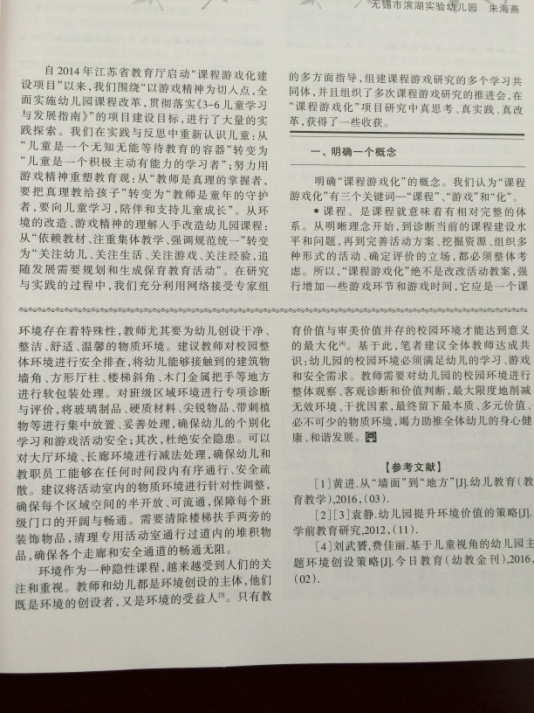 无锡市滨湖实验幼儿园 朱海燕
自2014年江苏省教育厅启动“课程游戏化建
设项目”以来,我们围绕“以游戏精神为切入点,全
面实施幼儿园课程改革,贯彻落实《3-6儿童学习
与发展指南》”的项目建设目标,进行了大量的实
践探索。我们在实践与反思中重新认识儿童:从
“儿童是一个无知无能等待教育的容器”转变为
“儿童是一个积极主动有能力的学习者”;努力用
游戏精神重塑教育观:从“教师是真理的掌握者,
要把真理教给孩子”转变为“教师是童年的守护
者,要向儿童学习,陪伴和支持儿童成长”。从环
境的改造、游戏精神的理解入手改造幼儿园课程:
从“依赖教材、注重集体教学、强调规范统一”转变
为“关注幼儿、关注生活、关注游戏、关注经验,追
随发展需要规划和生成保育教育活动”。在研究
与实践的过程中,我们充分利用网络接受专家组
的多方面指导,组建课程游戏研究的多个学习共
同体,并且组织了多次课程游戏研究的推进会,在
“课程游戏化”项目研究中真思考、真实践、真改
革,获得了一些收获。
一、明确一个概念
明确“课程游戏化”的概念。我们认为“课程
游戏化”有三个关键词—“课程”、“游戏”和“化”。
●课程。是课程就意味着有相对完整的体
系。从明晰理念开始,到诊断当前的课程建设水
平和问题,再到完善活动方案、挖掘资源、组织多
种形式的活动、确定评价的立场,都必须整体考
虑。所以,“课程游戏化”绝不是改改活动教案,强
行增加一些游戏环节和游戏时间,它应是一个课
环境存在着特殊性,教师尤其要为幼儿创设干净、
整洁、舒适、温馨的物质环境。建议教师对校园整
体环境进行安全排查,将幼儿能够接触到的建筑物
墙角、方形厅柱、楼梯斜角、木门金属把手等地方
进行软包装处理。对班级区域环境进行专项诊断
与评价,将玻璃制品、硬质材料、尖锐物品、带刺植
物等进行集中放置、妥善处理,确保幼儿的个别化
学习和游戏活动安全;其次,杜绝安全隐患。可以
对大厅环境、长廊环境进行减法处理,确保幼儿和
教职员工能够在任何时间段内有序通行、安全疏
散。建议将活动室内的物质环境进行针对性调整,
确保每个区域空间的半开放、可流通,保障每个班
级门口的开阔与畅通。需要清除楼梯扶手两旁的
装饰物品,清理专用活动室通行过道内的堆积物
品,确保各个走廊和安全通道的畅通无阻。
环境作为一种隐性课程,越来越受到人们的关
注和重视。教师和幼儿都是环境创设的主体,他们
既是环境的创设者,又是环境的受益人[3]。只有教
育价值与审美价值并存的校园环境才能达到意义
的最大化[4]。基于此,笔者建议全体教师达成共
识:幼儿园的校园环境必须满足幼儿的学习、游戏
和安全需求。教师需要对幼儿园的校园环境进行
整体观察、客观诊断和价值判断,最大限度地削减
无效环境、干扰因素,最终留下最本质、多元价值、
必不可少的物质环境,竭力助推全体幼儿的身心健
康、和谐发展。
【参考文献】
[1]黄进.从“墙面”到“地方”[J].幼儿教育(教
育教学),2016,(03).
[2][3]袁静.幼儿园提升环境价值的策略[J].
学前教育研究,2012,(11).
[4]刘武赟,费佳丽.基于儿童视角的幼儿园主
题环境创设策略[J].今日教育(幼教金刊),2016,
(02).